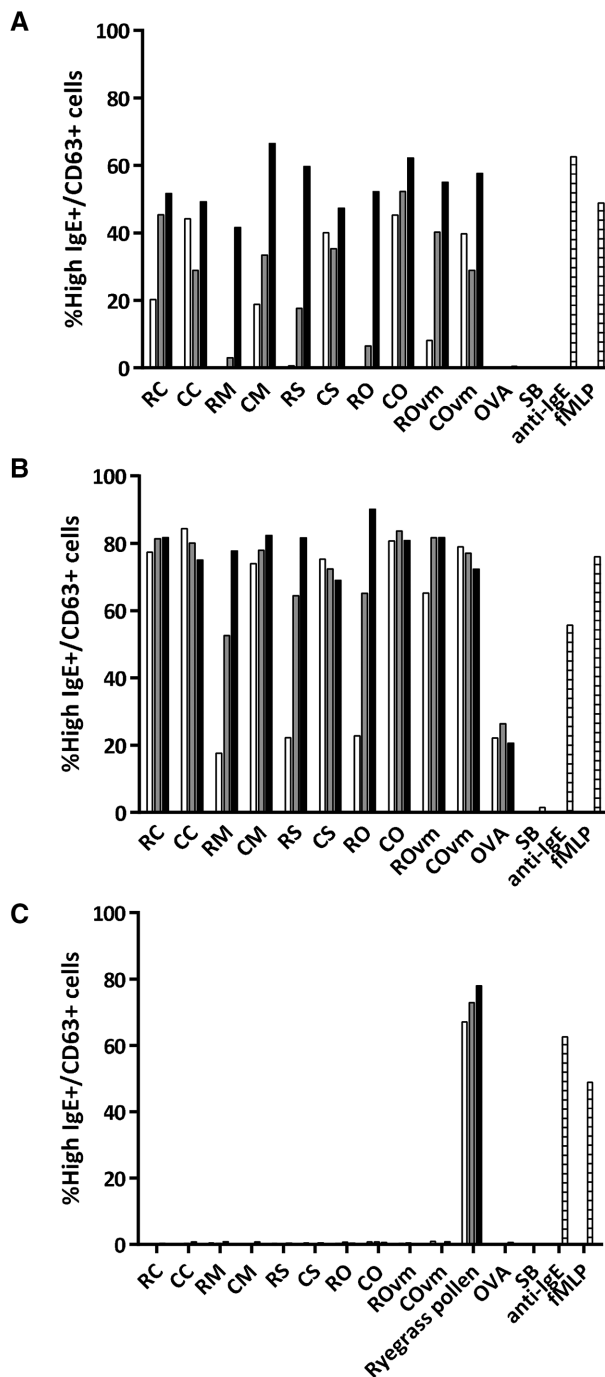 A
%High IgE+/CD63+ cells
100
80
60
40
20
0
RC
CC
RM
CM
RS
CS
RO
CO
ROvm
COvm
OVA
SB
anti-IgE
fMLP
B
%High IgE+/CD63+ cells
100
80
60
40
20
0
RC
CC
RM
CM
RS
CS
RO
CO
ROvm
COvm
OVA
SB
anti-IgE
fMLP
C
%High IgE+/CD63+ cells
100
80
60
40
20
0
RC
CC
RM
CM
RS
CS
RO
CO
ROvm
COvm
Ryegrass pollen
OVA
SB
anti-IgE
fMLP